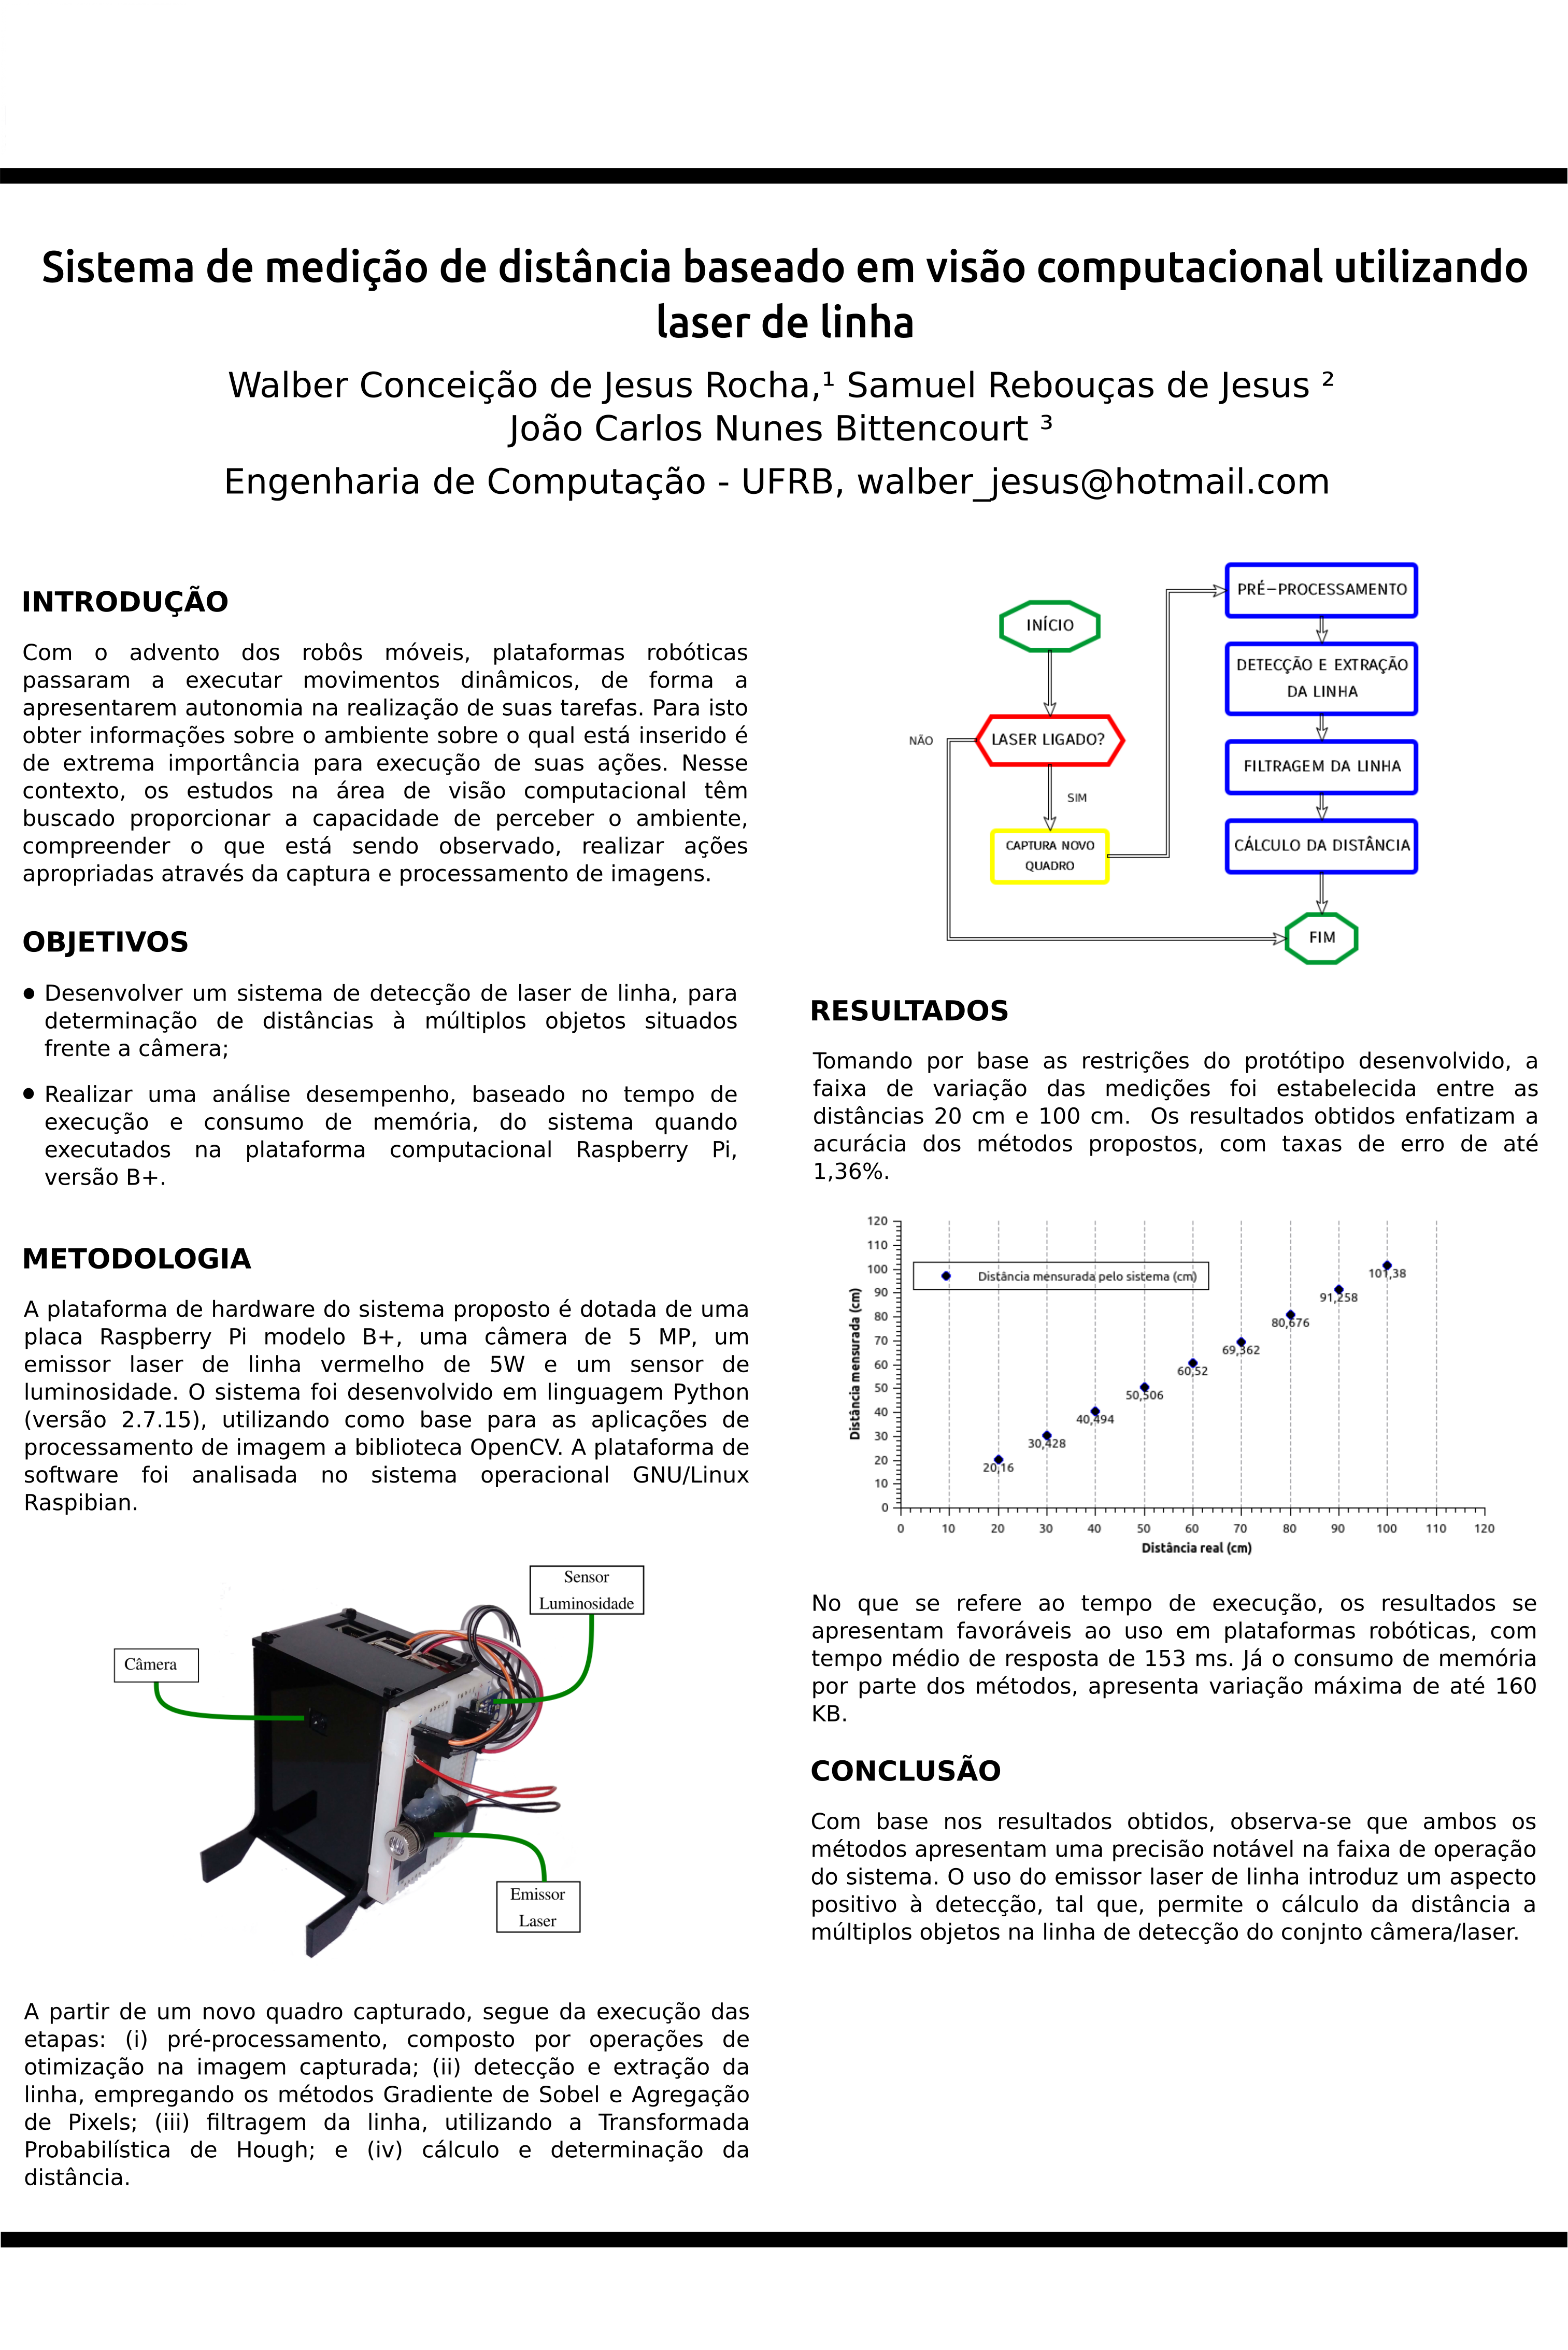 Sistema de medição de distância baseado em visão computacional utilizando
laser de linha
Walber Conceição de Jesus Rocha,¹ Samuel Rebouças de Jesus ²
João Carlos Nunes Bittencourt ³
Engenharia de Computação - UFRB, walber_jesus@hotmail.com
INTRODUÇÃO
Com o advento dos robôs móveis, plataformas robóticas
passaram a executar movimentos dinâmicos, de forma a
apresentarem autonomia na realização de suas tarefas. Para isto
obter informações sobre o ambiente sobre o qual está inserido é
de extrema importância para execução de suas ações. Nesse
contexto, os estudos na área de visão computacional têm
buscado proporcionar a capacidade de perceber o ambiente,
compreender o que está sendo observado, realizar ações
apropriadas através da captura e processamento de imagens.
OBJETIVOS
● Desenvolver um sistema de detecção de laser de linha, para
determinação de distâncias à múltiplos objetos situados
frente a câmera;
● Realizar uma análise desempenho, baseado no tempo de
execução e consumo de memória, do sistema quando
executados na plataforma computacional Raspberry Pi,
versão B+.
METODOLOGIA
A plataforma de hardware do sistema proposto é dotada de uma
placa Raspberry Pi modelo B+, uma câmera de 5 MP, um
emissor laser de linha vermelho de 5W e um sensor de
luminosidade. O sistema foi desenvolvido em linguagem Python
(versão 2.7.15), utilizando como base para as aplicações de
processamento de imagem a biblioteca OpenCV. A plataforma de
software foi analisada no sistema operacional GNU/Linux
Raspibian.
Sensor
Luminosidade
Câmera
Emissor
Laser
A partir de um novo quadro capturado, segue da execução das
etapas: (i) pré-processamento, composto por operações de
otimização na imagem capturada; (ii) detecção e extração da
linha, empregando os métodos Gradiente de Sobel e Agregação
de Pixels; (iii) filtragem da linha, utilizando a Transformada
Probabilística de Hough; e (iv) cálculo e determinação da
distância.
INÍCIO
LASER LIGADO?
NÃO
SIM
CAPTURA NOVO
QUADRO
PRÉ-PROCESSAMENTO
DETECÇÃO E EXTRAÇÃO
DA LINHA
FILTRAGEM DA LINHA
CÁLCULO DA DISTÂNCIA
FIM
RESULTADOS
Tomando por base as restrições do protótipo desenvolvido, a
faixa de variação das medições foi estabelecida entre as
distâncias 20 cm e 100 cm. Os resultados obtidos enfatizam a
acurácia dos métodos propostos, com taxas de erro de até
1,36%.
Distância mensurada (cm)
120
110
100
90
80
70
60
50
40
30
20
10
0
Distância mensurada pelo sistema (cm)
20,16
30,428
40,494
50,506
60,52
69,362
80,676
91,258
101,38
0 10 20 30 40 50 60 70 80 90 100 110 120
Distância real (cm)
No que se refere ao tempo de execução, os resultados se
apresentam favoráveis ao uso em plataformas robóticas, com
tempo médio de resposta de 153 ms. Já o consumo de memória
por parte dos métodos, apresenta variação máxima de até 160
KB.
CONCLUSÃO
Com base nos resultados obtidos, observa-se que ambos os
métodos apresentam uma precisão notável na faixa de operação
do sistema. O uso do emissor laser de linha introduz um aspecto
positivo à detecção, tal que, permite o cálculo da distância a
múltiplos objetos na linha de detecção do conjnto câmera/laser.